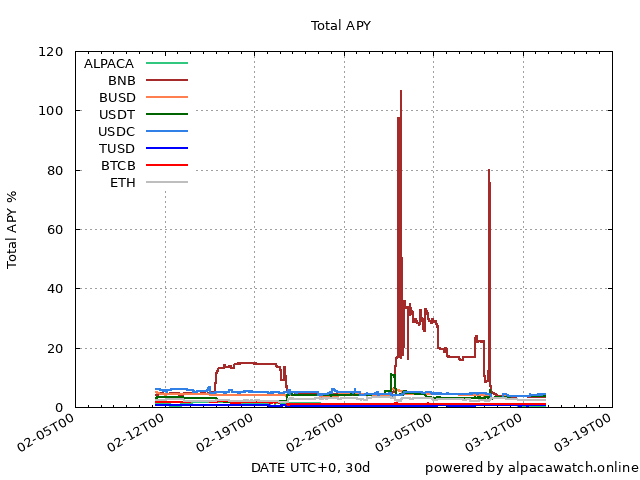 Total APY
120
100
80
60
40
20
0
Total APY %
ALPACA
BNB
BUSD
USDT
USDC
TUSD
BTCB
ETH
02-05T00
02-12T00
02-19T00
02-26T00
03-05T00
03-12T00
03-19T00
DATE UTC+0, 30d
powered by alpacawatch.online